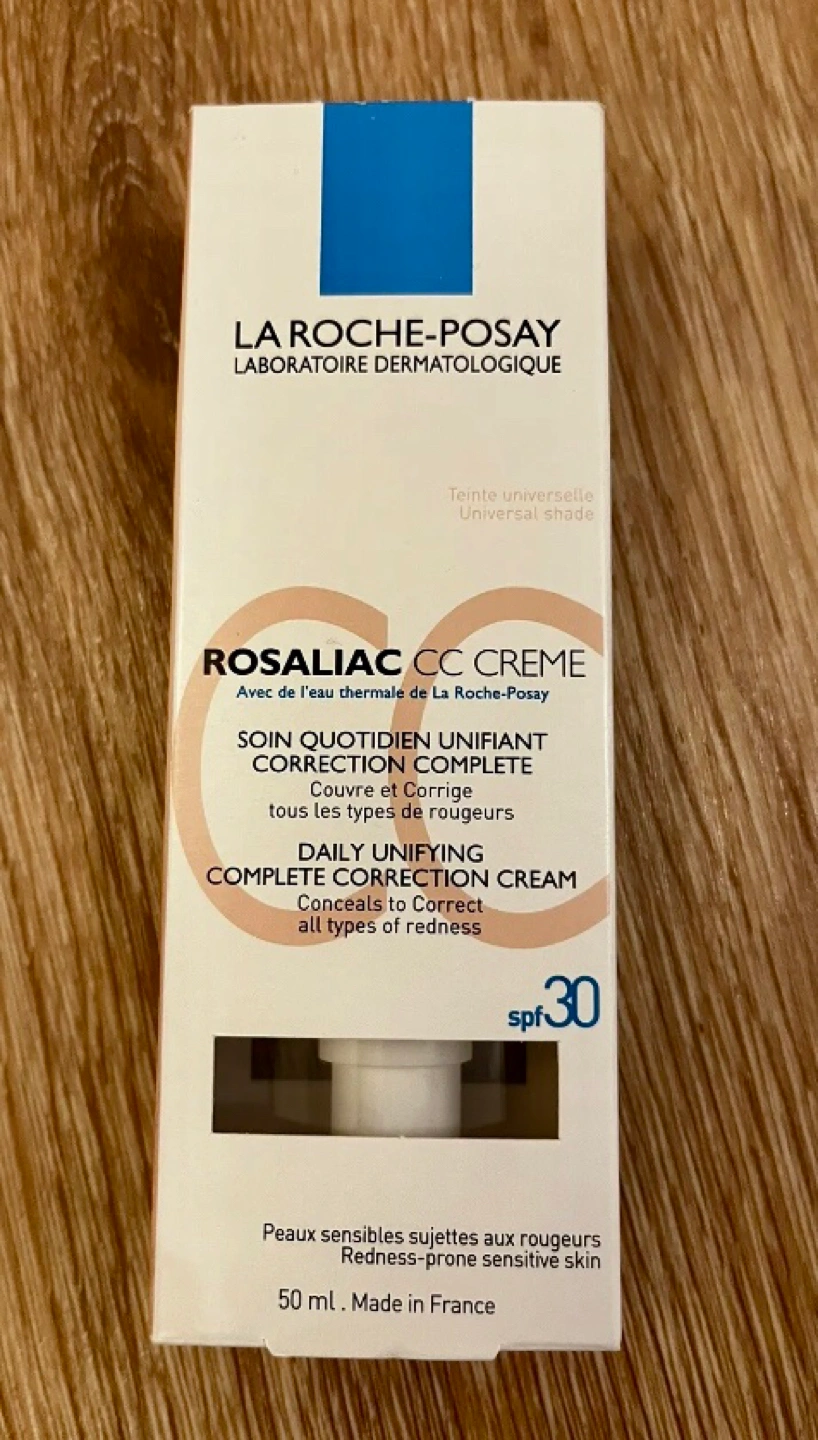 LA ROCHE-POSAY
LABORATOIRE DERMATOLOGIQUE
Teinte universelle
Universal shade
CC
ROSALIAC CC CREME
Avec de l'eau thermale de La Roche-Posay
SOIN QUOTIDIEN UNIFIANT
CORRECTION COMPLETE
Couvre et Corrige
tous les types de rougeurs
DAILY UNIFYING
COMPLETE CORRECTION CREAM
Conceals to Correct
all types of redness
spf30
Peaux sensibles sujettes aux rougeurs
Redness-prone sensitive skin
50 ml . Made in France